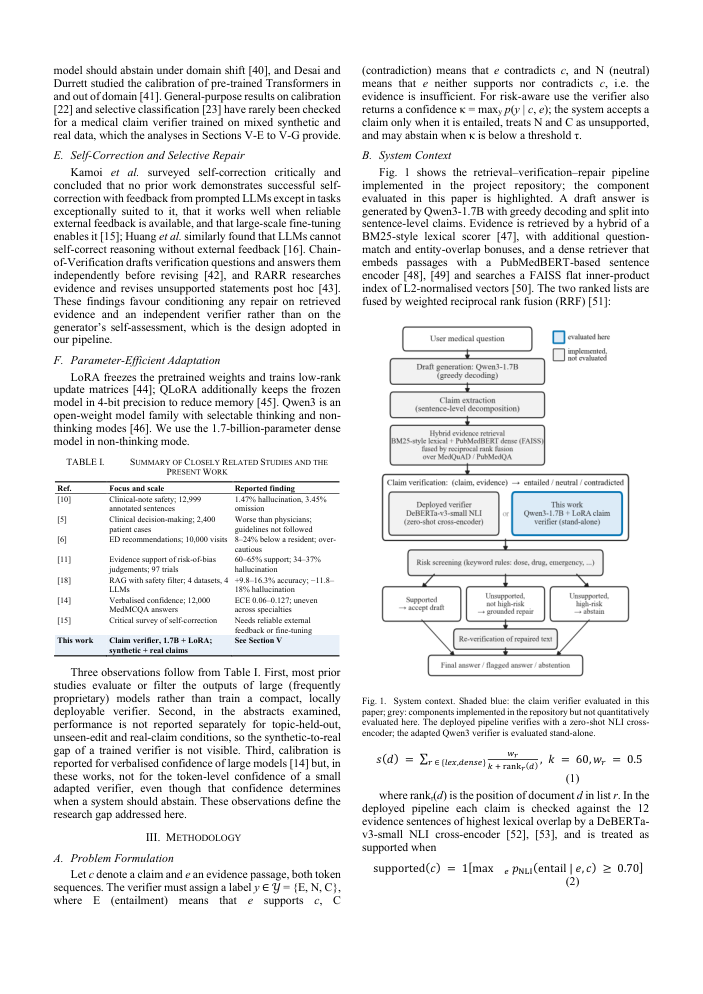 model should abstain under domain shift [40], and Desai and
Durrett studied the calibration of pre-trained Transformers in
and out of domain [41]. General-purpose results on calibration
[22] and selective classification [23] have rarely been checked
for a medical claim verifier trained on mixed synthetic and
real data, which the analyses in Sections V-E to V-G provide.
E. Self-Correction and Selective Repair
Kamoi et al. surveyed self-correction critically and
concluded that no prior work demonstrates successful self-
correction with feedback from prompted LLMs except in tasks
exceptionally suited to it, that it works well when reliable
external feedback is available, and that large-scale fine-tuning
enables it [15]; Huang et al. similarly found that LLMs cannot
self-correct reasoning without external feedback [16]. Chain-
of-Verification drafts verification questions and answers them
independently before revising [42], and RARR researches
evidence and revises unsupported statements post hoc [43].
These findings favour conditioning any repair on retrieved
evidence and an independent verifier rather than on the
generator's self-assessment, which is the design adopted in
our pipeline.
F. Parameter-Efficient Adaptation
LoRA freezes the pretrained weights and trains low-rank
update matrices [44]; QLoRA additionally keeps the frozen
model in 4-bit precision to reduce memory [45]. Qwen3 is an
open-weight model family with selectable thinking and non-
thinking modes [46]. We use the 1.7-billion-parameter dense
model in non-thinking mode.
TABLE I. SUMMARY OF CLOSELY RELATED STUDIES AND THE
PRESENT WORK
Ref. Focus and scale Reported finding
[10] Clinical-note safety; 12,999 1.47% hallucination, 3.45%
annotated sentences omission
[5] Clinical decision-making; 2,400 Worse than physicians;
patient cases guidelines not followed
[6] ED recommendations; 10,000 visits 8–24% below a resident; over-
cautious
[11] Evidence support of risk-of-bias 60–65% support; 34–37%
judgements; 97 trials hallucination
[18] RAG with safety filter; 4 datasets, 4 +9.8–16.3% accuracy; −11.8–
LLMs 18% hallucination
[14] Verbalised confidence; 12,000 ECE 0.06–0.127; uneven
MedMCQA answers across specialties
[15] Critical survey of self-correction Needs reliable external
feedback or fine-tuning
This work Claim verifier, 1.7B + LoRA; See Section V
synthetic + real claims
Three observations follow from Table I. First, most prior
studies evaluate or filter the outputs of large (frequently
proprietary) models rather than train a compact, locally
deployable verifier. Second, in the abstracts examined,
performance is not reported separately for topic-held-out,
unseen-edit and real-claim conditions, so the synthetic-to-real
gap of a trained verifier is not visible. Third, calibration is
reported for verbalised confidence of large models [14] but, in
these works, not for the token-level confidence of a small
adapted verifier, even though that confidence determines
when a system should abstain. These observations define the
research gap addressed here.
III. METHODOLOGY
A. Problem Formulation
Let c denote a claim and e an evidence passage, both token
sequences. The verifier must assign a label y ∈ 𝒴 = {E, N, C},
where E (entailment) means that e supports c, C
(contradiction) means that e contradicts c, and N (neutral)
means that e neither supports nor contradicts c, i.e. the
evidence is insufficient. For risk-aware use the verifier also
returns a confidence κ = maxy p(y | c, e); the system accepts a
claim only when it is entailed, treats N and C as unsupported,
and may abstain when κ is below a threshold τ.
B. System Context
Fig. 1 shows the retrieval–verification–repair pipeline
implemented in the project repository; the component
evaluated in this paper is highlighted. A draft answer is
generated by Qwen3-1.7B with greedy decoding and split into
sentence-level claims. Evidence is retrieved by a hybrid of a
BM25-style lexical scorer [47], with additional question-
match and entity-overlap bonuses, and a dense retriever that
embeds passages with a PubMedBERT-based sentence
encoder [48], [49] and searches a FAISS flat inner-product
index of L2-normalised vectors [50]. The two ranked lists are
fused by weighted reciprocal rank fusion (RRF) [51]:
User medical question
evaluated here
implemented,
not evaluated
Draft generation: Qwen3-1.7B
(greedy decoding)
Claim extraction
(sentence-level decomposition)
Hybrid evidence retrieval
BM25-style lexical + PubMedBERT dense (FAISS)
fused by reciprocal rank fusion
over MedQuAD / PubMedQA
Claim verification: (claim, evidence) → entailed / neutral / contradicted
Deployed verifier
DeBERTa-v3-small NLI
(zero-shot cross-encoder)
or
This work
Qwen3-1.7B + LoRA claim
verifier (stand-alone)
Risk screening (keyword rules: dose, drug, emergency, ...)
Supported
→ accept draft
Unsupported,
not high-risk
→ grounded repair
Unsupported,
high-risk
→ abstain
Re-verification of repaired text
Final answer / flagged answer / abstention
Fig. 1. System context. Shaded blue: the claim verifier evaluated in this
paper; grey: components implemented in the repository but not quantitatively
evaluated here. The deployed pipeline verifies with a zero-shot NLI cross-
encoder; the adapted Qwen3 verifier is evaluated stand-alone.
s(d) = ∑r ∈ {lex,dense} wr / (k + rankr(d)), k = 60, wr = 0.5
(1)
where rankr(d) is the position of document d in list r. In the
deployed pipeline each claim is checked against the 12
evidence sentences of highest lexical overlap by a DeBERTa-
v3-small NLI cross-encoder [52], [53], and is treated as
supported when
supported(c) = 1[max e pNLI(entail | e, c) ≥ 0.70]
(2)